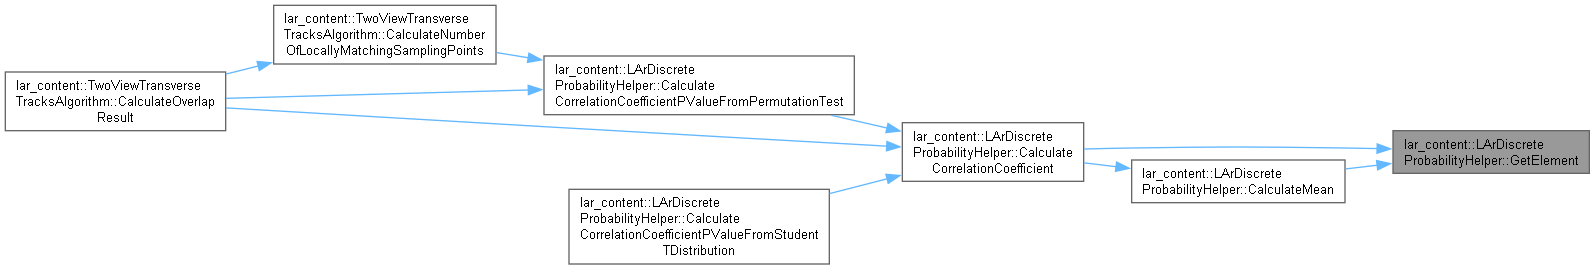 lar_content::TwoViewTransverse
TracksAlgorithm::CalculateOverlap
Result
lar_content::TwoViewTransverse
TracksAlgorithm::CalculateNumber
OfLocallyMatchingSamplingPoints
lar_content::LArDiscrete
ProbabilityHelper::Calculate
CorrelationCoefficientPValueFromPermutationTest
lar_content::LArDiscrete
ProbabilityHelper::Calculate
CorrelationCoefficientPValueFromStudent
TDistribution
lar_content::LArDiscrete
ProbabilityHelper::Calculate
CorrelationCoefficient
lar_content::LArDiscrete
ProbabilityHelper::CalculateMean
lar_content::LArDiscrete
ProbabilityHelper::GetElement